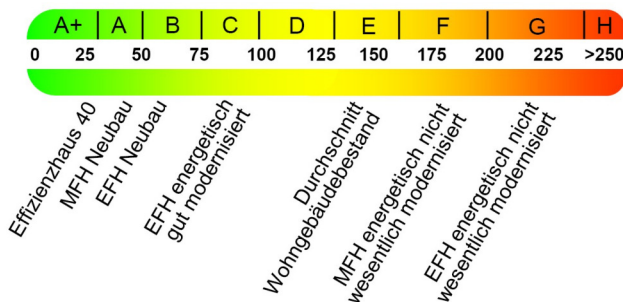 A+ A B C D E F G H
0 25 50 75 100 125 150 175 200 225 >250
Effizienzhaus 40
MFH Neubau
EFH Neubau
EFH energetisch
gut modernisiert
Durchschnitt
Wohngebäudebestand
MFH energetisch nicht
wesentlich modernisiert
EFH energetisch nicht
wesentlich modernisiert